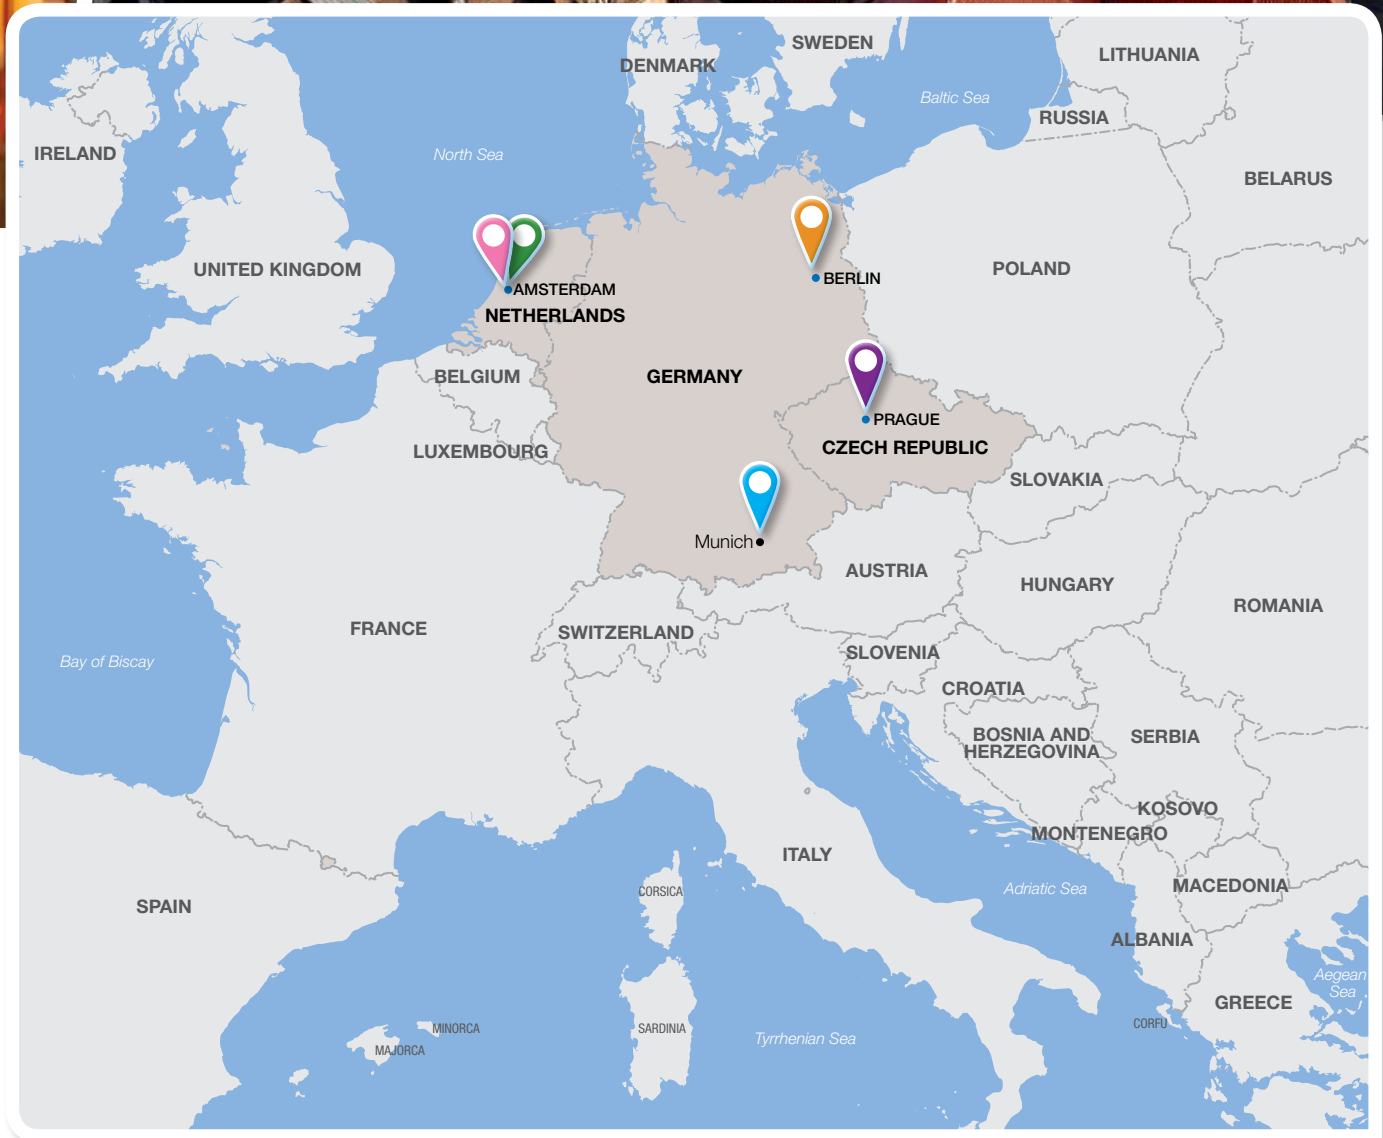 SWEDEN
DENMARK
LITHUANIA
Baltic Sea
RUSSIA
IRELAND
North Sea
BELARUS
UNITED KINGDOM
POLAND
BERLIN
AMSTERDAM
NETHERLANDS
BELGIUM
GERMANY
PRAGUE
CZECH REPUBLIC
LUXEMBOURG
SLOVAKIA
Munich
AUSTRIA
HUNGARY
ROMANIA
FRANCE
SWITZERLAND
SLOVENIA
Bay of Biscay
CROATIA
BOSNIA AND
HERZEGOVINA
SERBIA
KOSOVO
MONTENEGRO
ITALY
CORSICA
Adriatic Sea
MACEDONIA
SPAIN
ALBANIA
Aegean
Sea
GREECE
CORFU
MINORCA
MAJORCA
SARDINIA
Tyrrhenian Sea